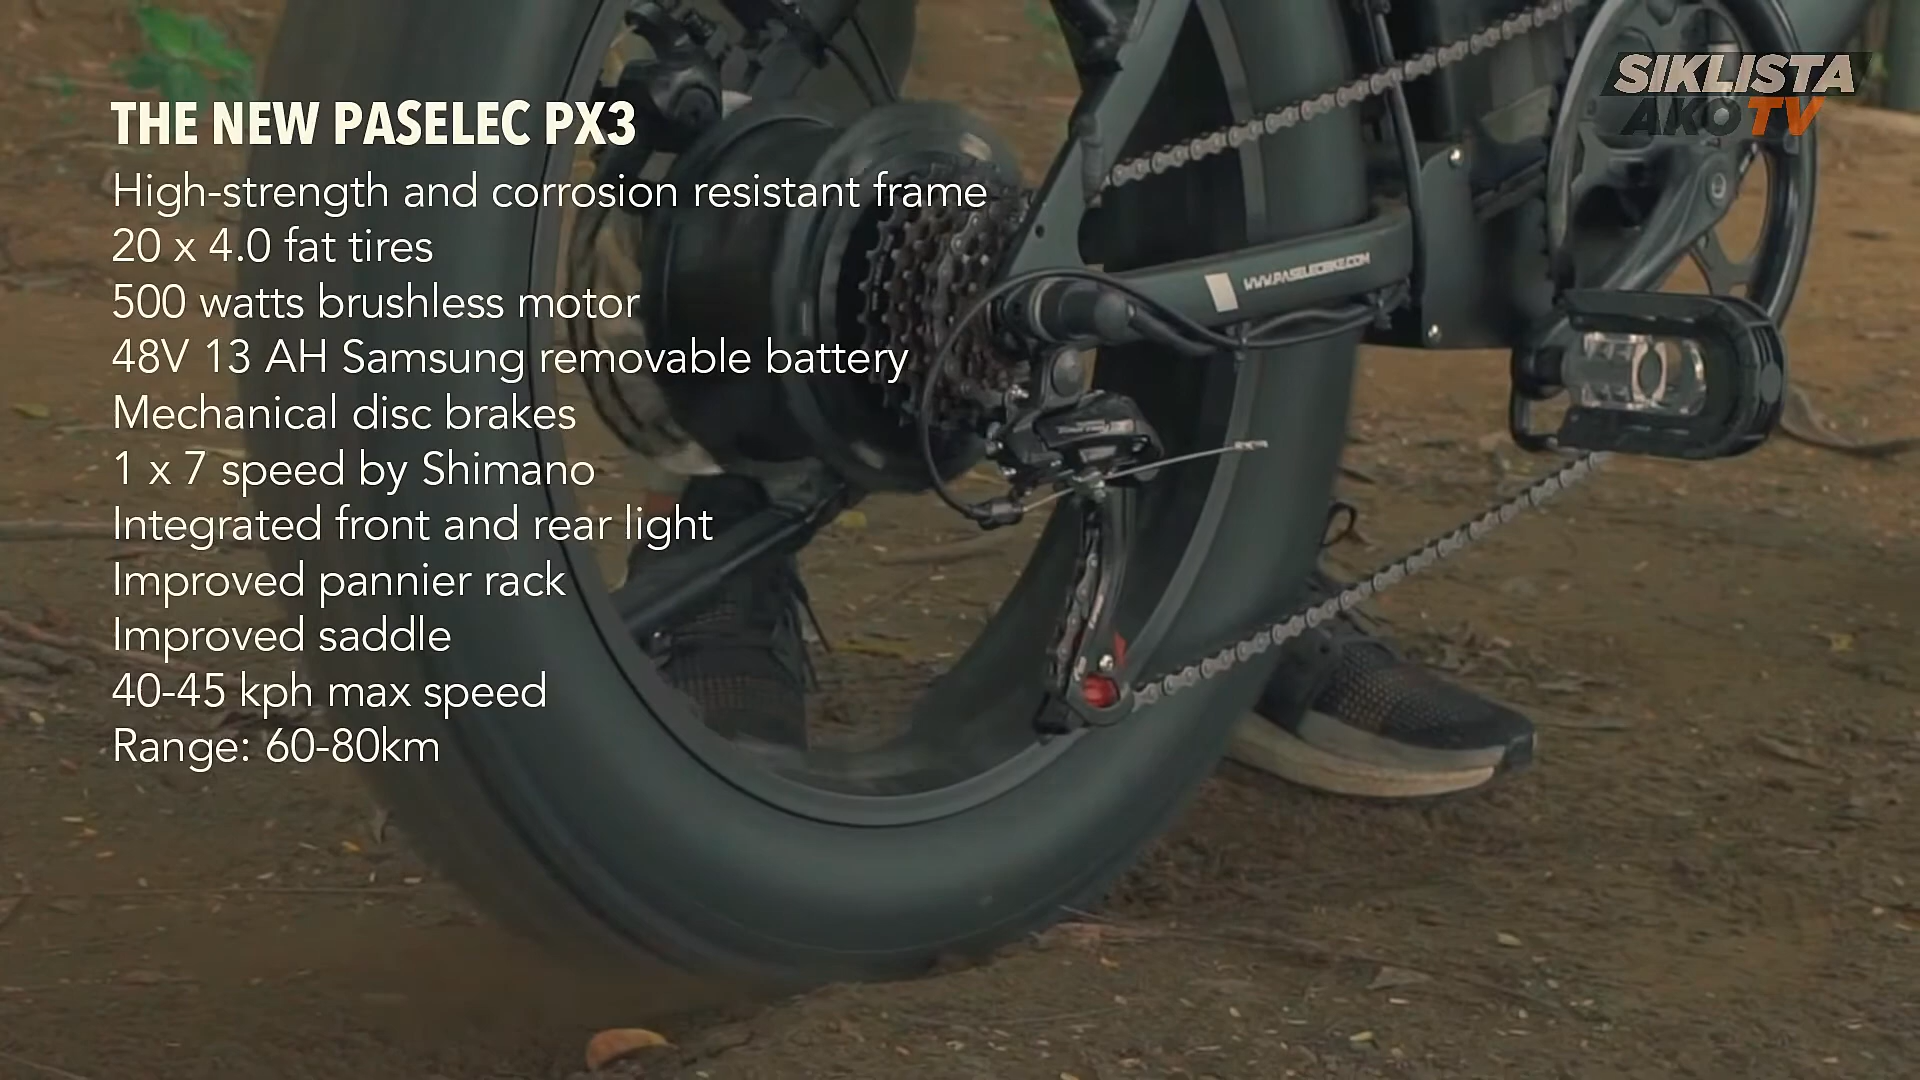 SIKLISTA
AKO TV
THE NEW PASELEC PX3
High-strength and corrosion resistant frame
20 x 4.0 fat tires
500 watts brushless motor
48V 13 AH Samsung removable battery
Mechanical disc brakes
1 x 7 speed by Shimano
Integrated front and rear light
Improved pannier rack
Improved saddle
40-45 kph max speed
Range: 60-80km
WWW.PASELECBIKE.COM